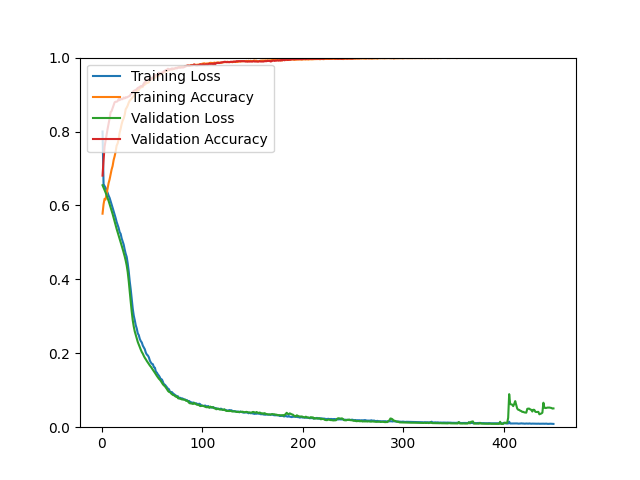 1.0
0.8
0.6
0.4
0.2
0.0
Training Loss
Training Accuracy
Validation Loss
Validation Accuracy
0 100 200 300 400